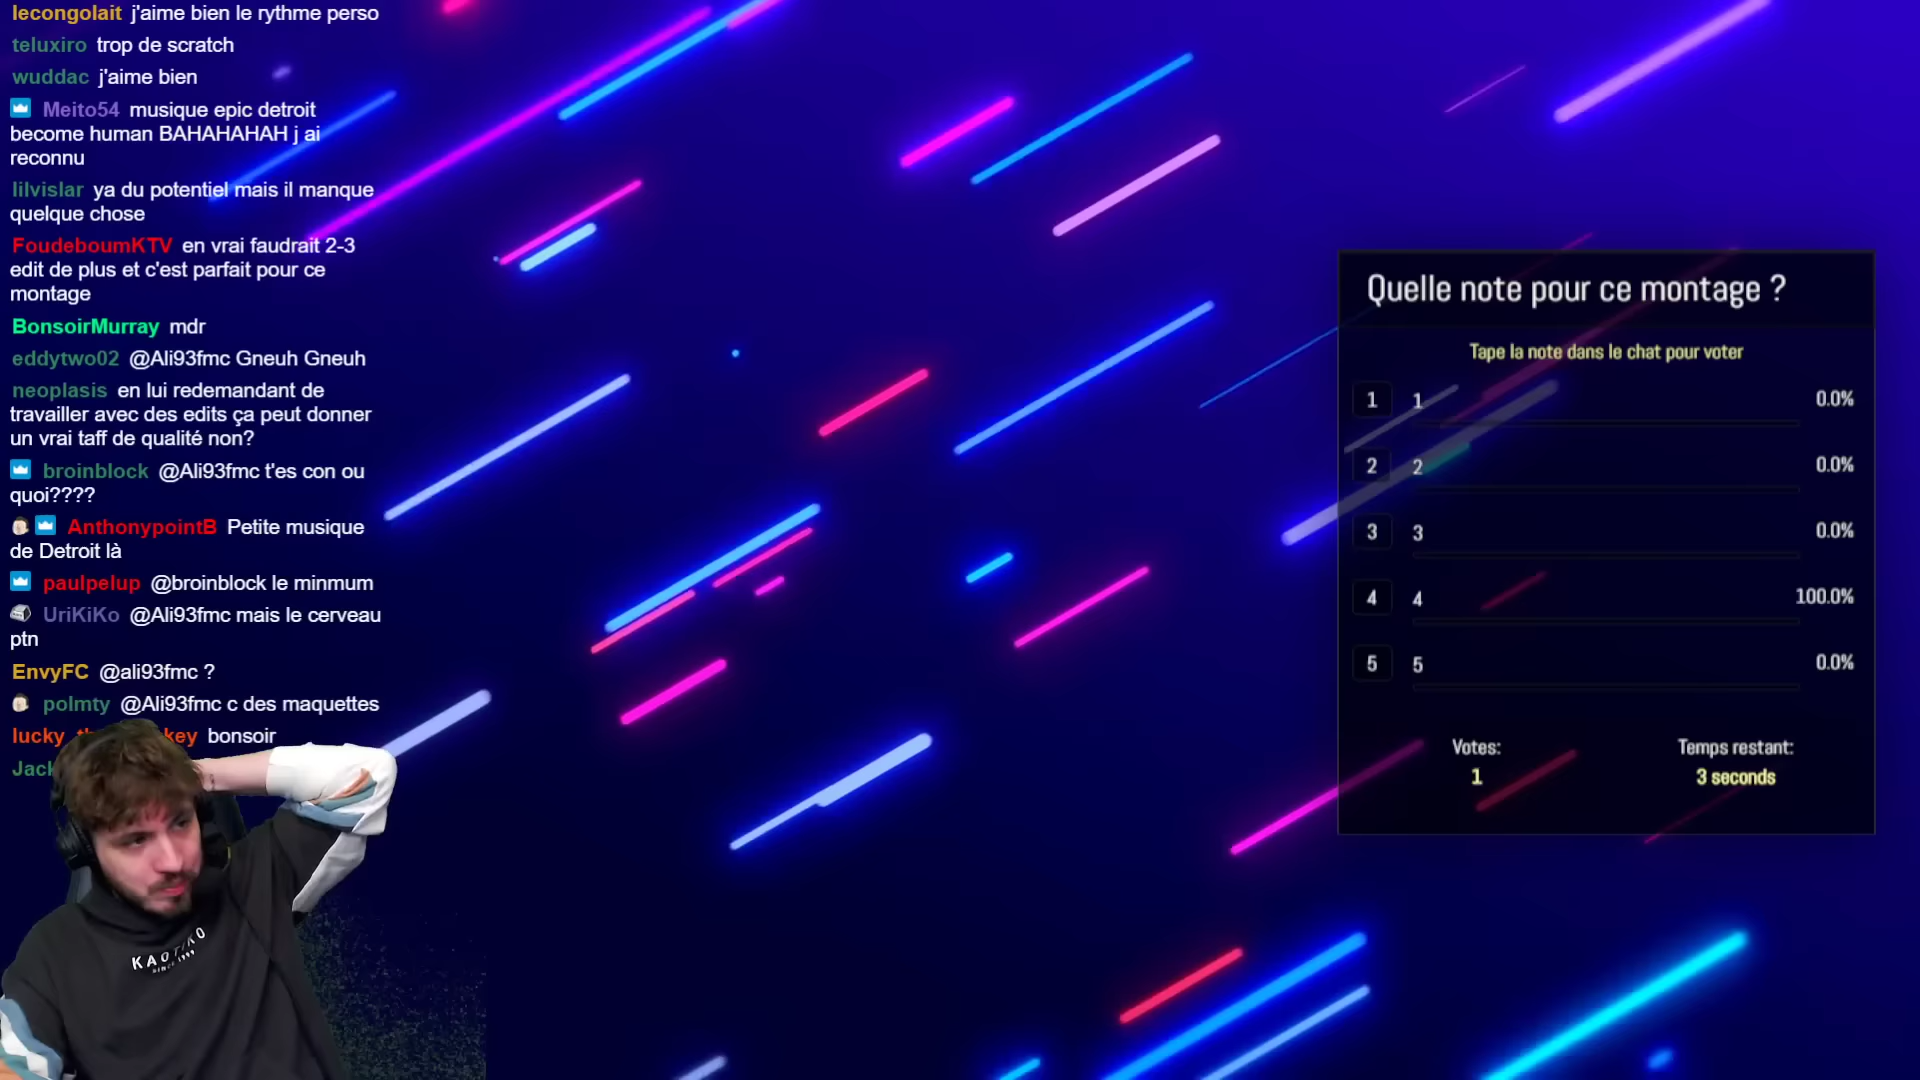 lecongolait j'aime bien le rythme perso
teluxiro trop de scratch
wuddac j'aime bien
Meito54 musique epic detroit
become human BAHAHAHAH j ai
reconnu
lilvislar ya du potentiel mais il manque
quelque chose
FoudeboumKTV en vrai faudrait 2-3
edit de plus et c'est parfait pour ce
montage
BonsoirMurray mdr
eddytwo02 @Ali93fmc Gneuh Gneuh
neoplasis en lui redemandant de
travailler avec des edits ça peut donner
un vrai taff de qualité non?
broinblock @Ali93fmc t'es con ou
quoi????
AnthonypointB Petite musique
de Detroit là
paulpelup @broinblock le minmum
UriKiKo @Ali93fmc mais le cerveau
ptn
EnvyFC @ali93fmc ?
polmty @Ali93fmc c des maquettes
bonsoir
KAOTIKO
SINCE 1999
Quelle note pour ce montage ?
Tape la note dans le chat pour voter
1 1 0.0%
2 2 0.0%
3 3 0.0%
4 4 100.0%
5 5 0.0%
Votes: Temps restant:
1 3 seconds